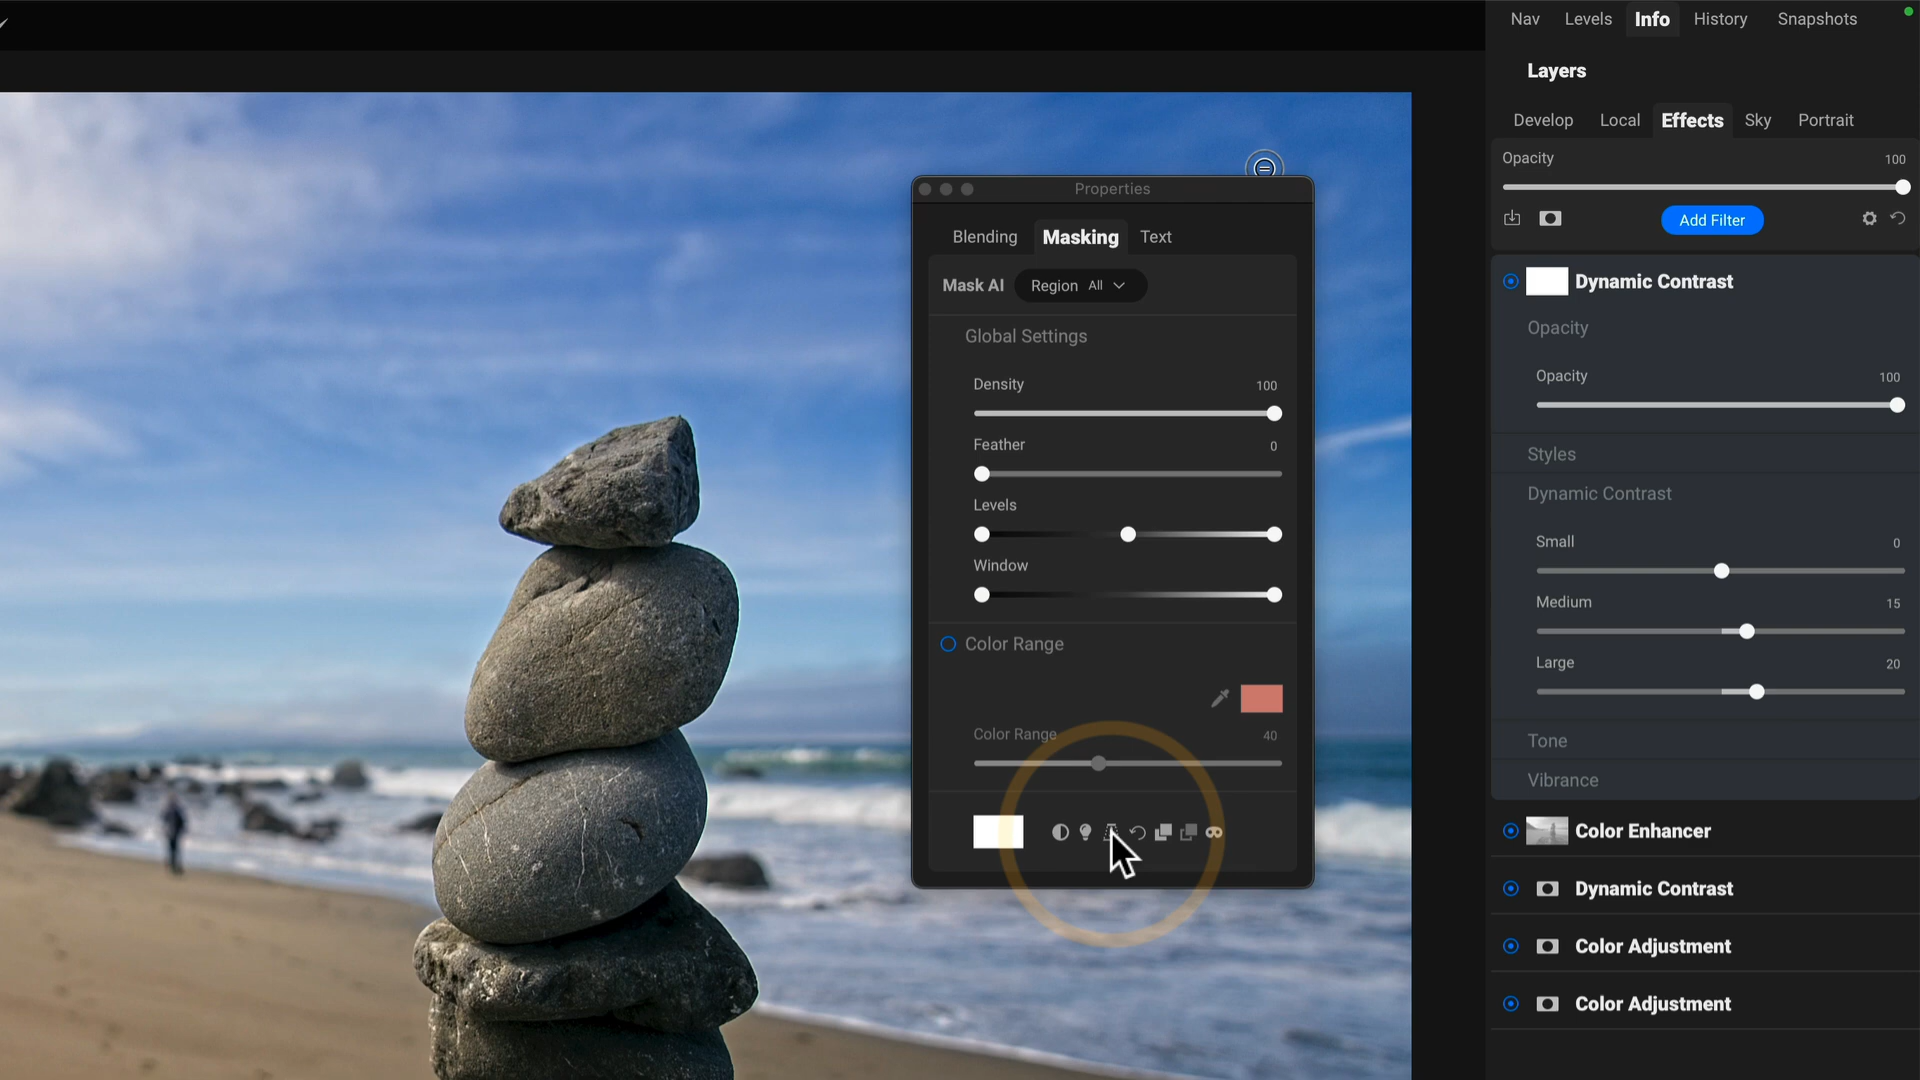 Nav Levels Info History Snapshots
Layers
Develop Local Effects Sky Portrait
Opacity 100
Add Filter
Dynamic Contrast
Opacity
Opacity 100
Styles
Dynamic Contrast
Small 0
Medium 15
Large 20
Tone
Vibrance
Color Enhancer
Dynamic Contrast
Color Adjustment
Color Adjustment
Properties
Blending Masking Text
Mask AI Region All
Global Settings
Density 100
Feather 0
Levels
Window
Color Range
Color Range 40